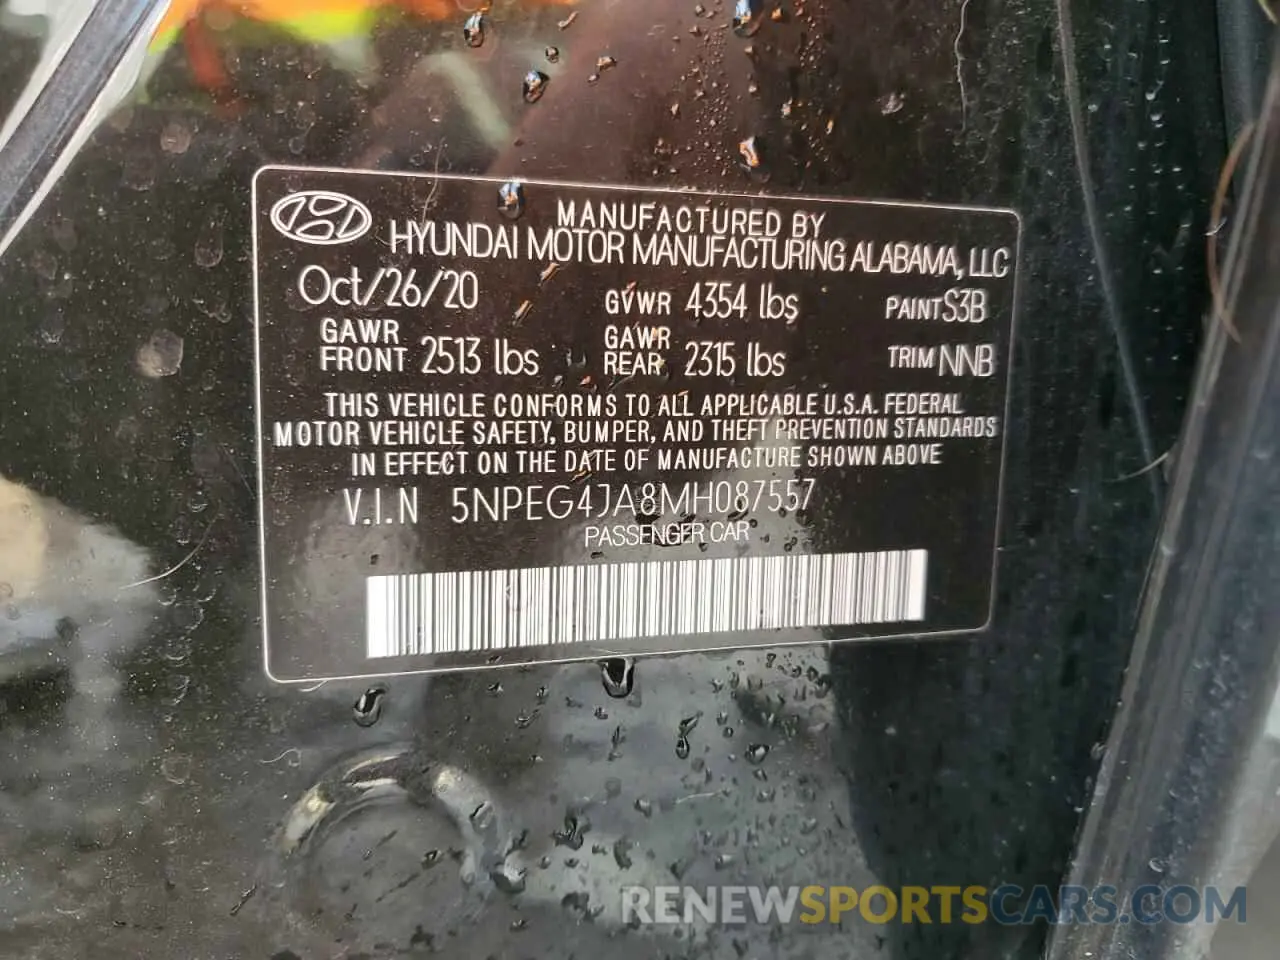 MANUFACTURED BY
HYUNDAI MOTOR MANUFACTURING ALABAMA, LLC
Oct/26/20 GVWR 4354 lbs PAINT S3B
GAWR FRONT 2513 lbs GAWR REAR 2315 lbs TRIM NNB
THIS VEHICLE CONFORMS TO ALL APPLICABLE U.S.A. FEDERAL
MOTOR VEHICLE SAFETY, BUMPER, AND THEFT PREVENTION STANDARDS
IN EFFECT ON THE DATE OF MANUFACTURE SHOWN ABOVE
V.I.N 5NPEG4JA8MH087557
PASSENGER CAR
RENEWSPORTSCARS.COM